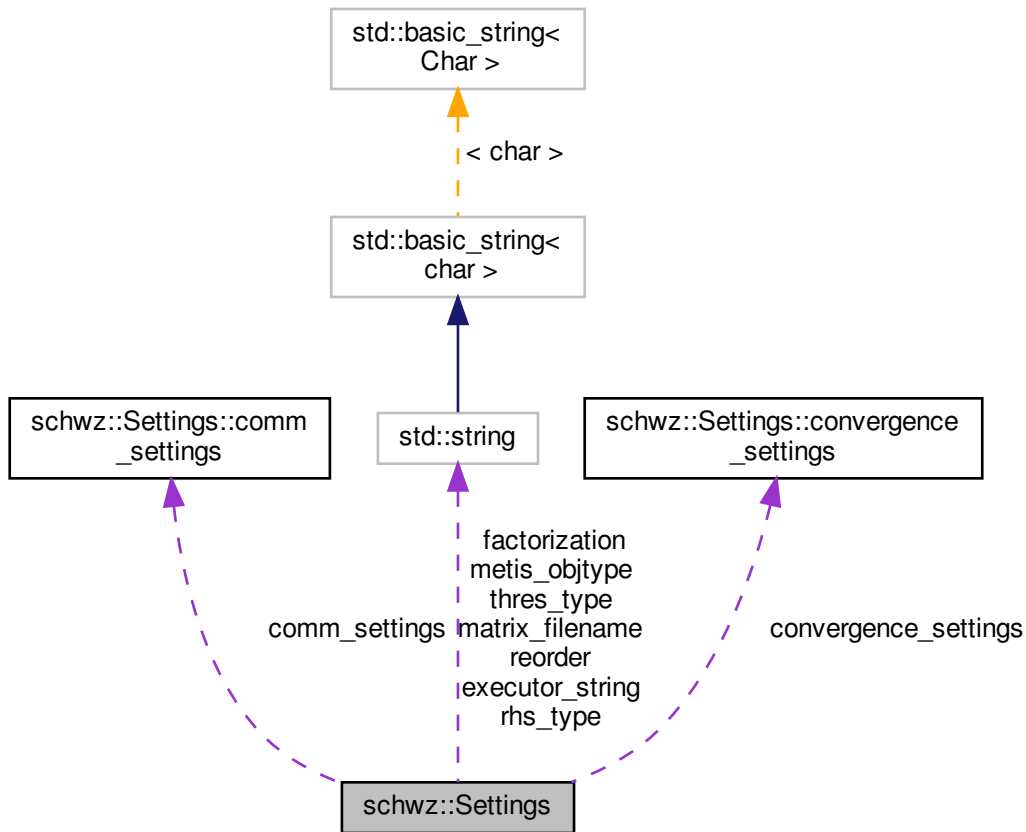 std::basic_string<
Char >
< char >
std::basic_string<
char >
schwz::Settings::comm
_settings
std::string
schwz::Settings::convergence
_settings
factorization
metis_objtype
thres_type
comm_settings
matrix_filename
convergence_settings
reorder
executor_string
rhs_type
schwz::Settings